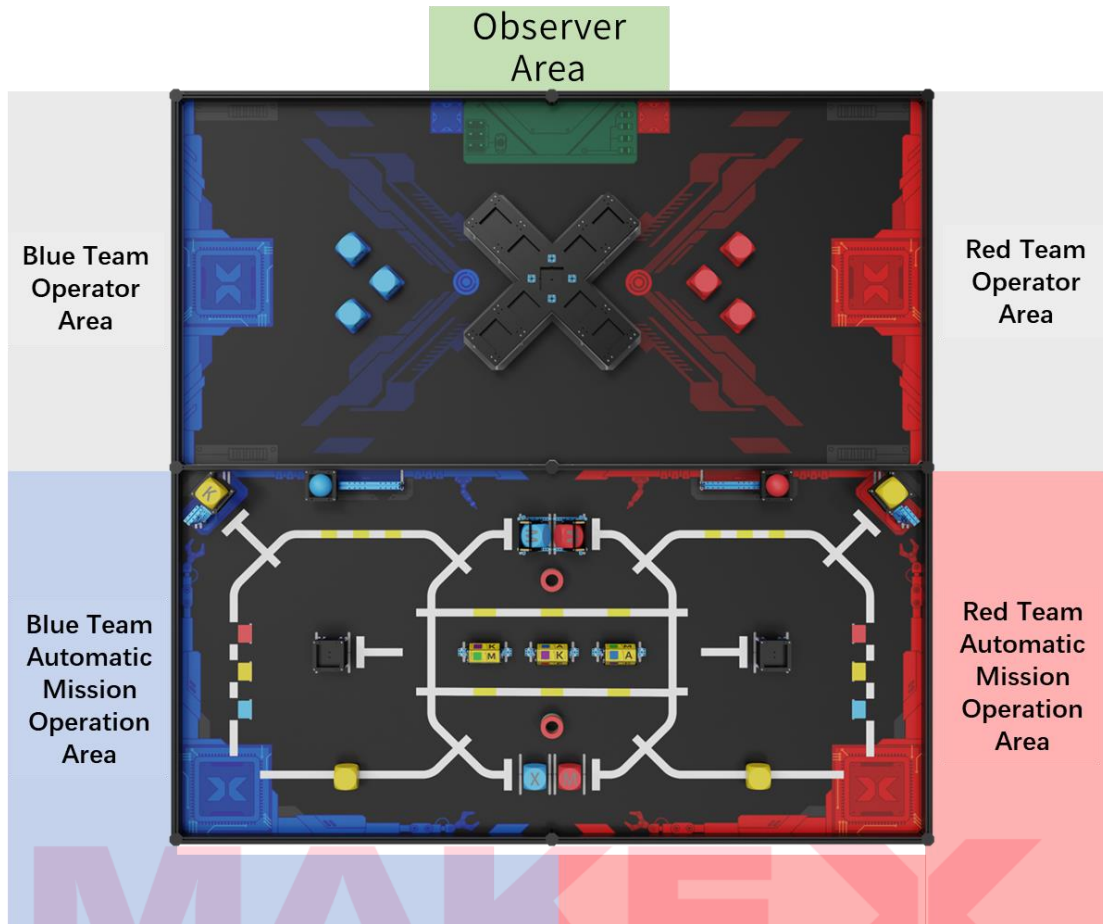 Observer
Area
Blue Team
Operator
Area
Red Team
Operator
Area
K
M
K
A
Blue Team
Automatic
Mission
Operation
Area
Red Team
Automatic
Mission
Operation
Area
X
M
MAKEX